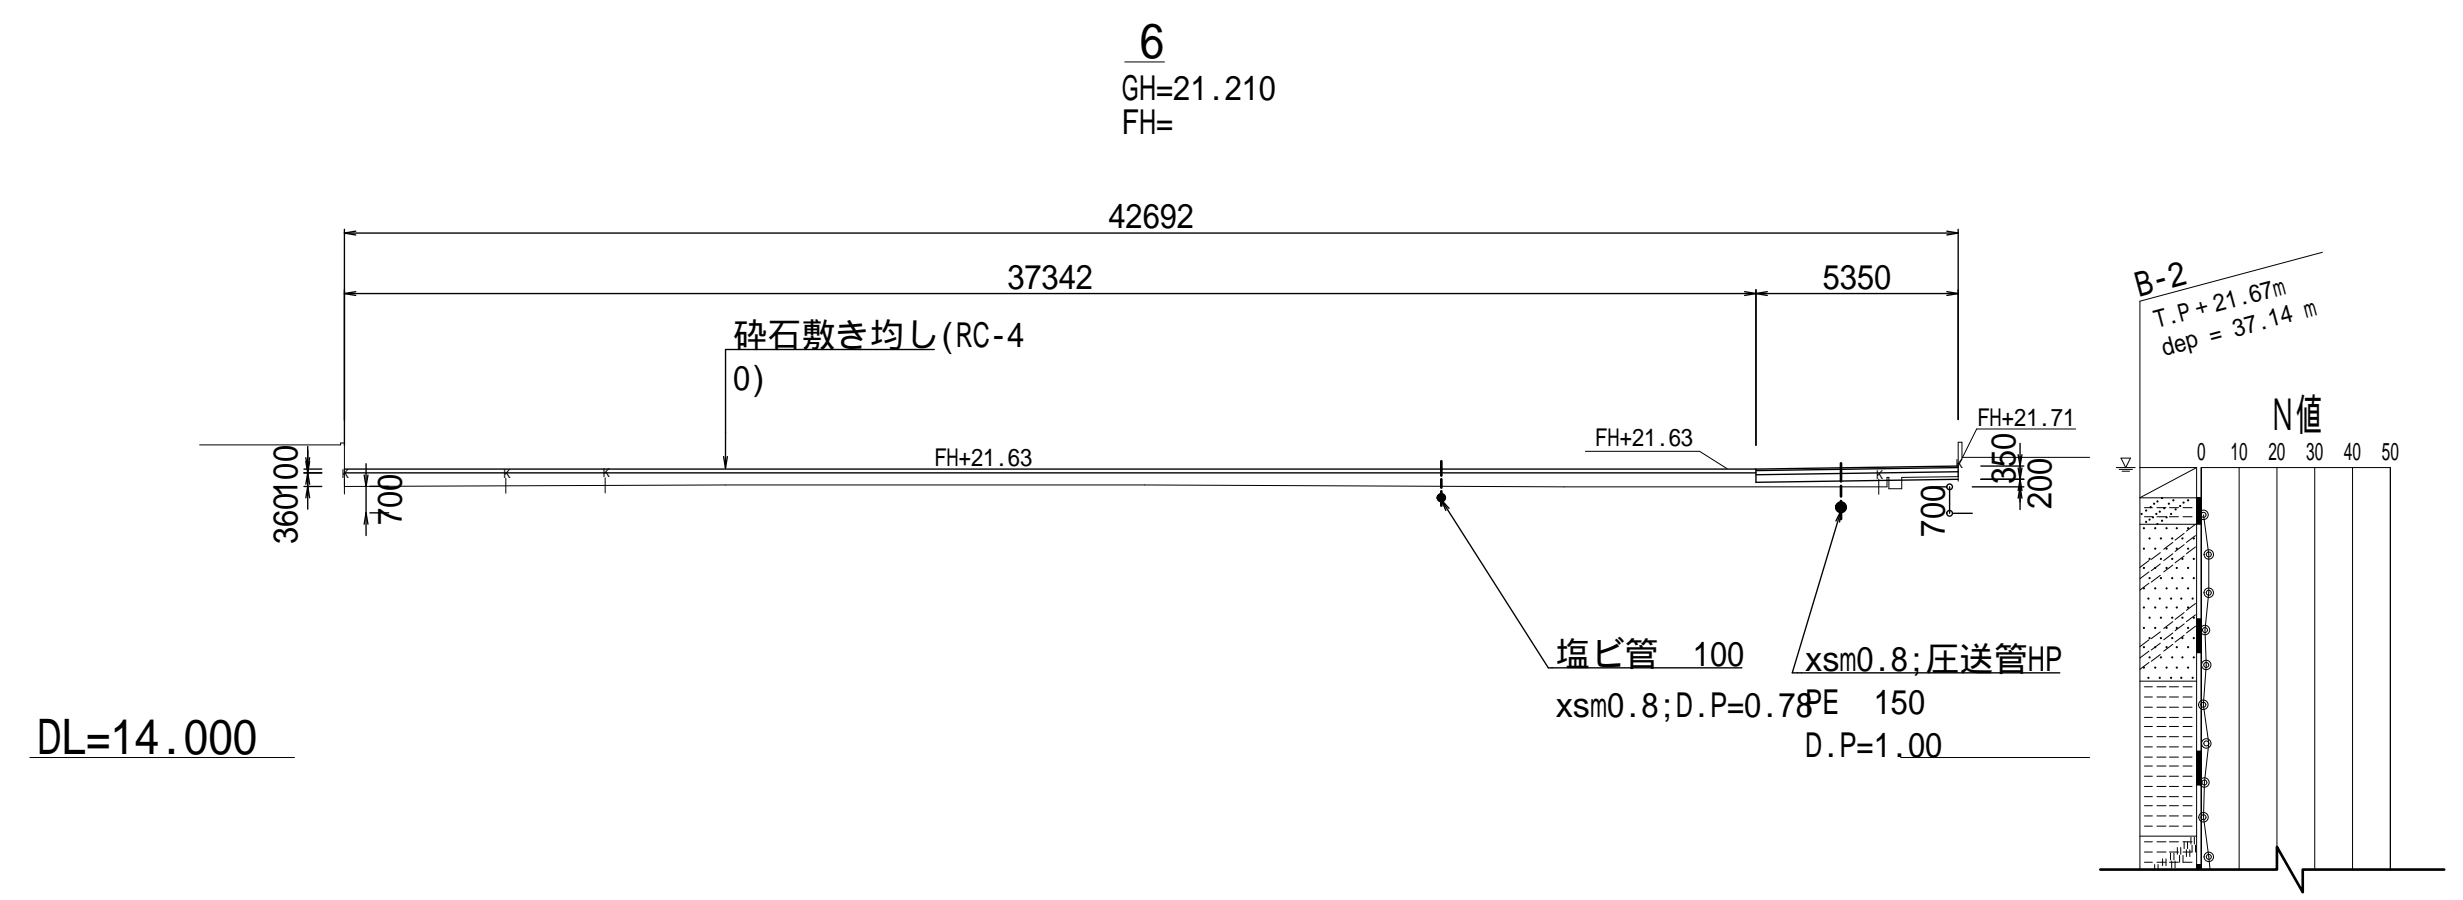 6
GH=21.210
FH=
42692
37342
5350
砕石敷き均し(RC-4
0)
B-2
T.P+21.67m
dep = 37.14 m
N値
0 10 20 30 40 50
FH+21.71
FH+21.63
FH+21.63
100
360
700
350
200
700
塩ビ管 100
xsm0.8;D.P=0.78
xsm0.8;圧送管HP
PE 150
D.P=1.00
DL=14.000
K
K
K
K
K